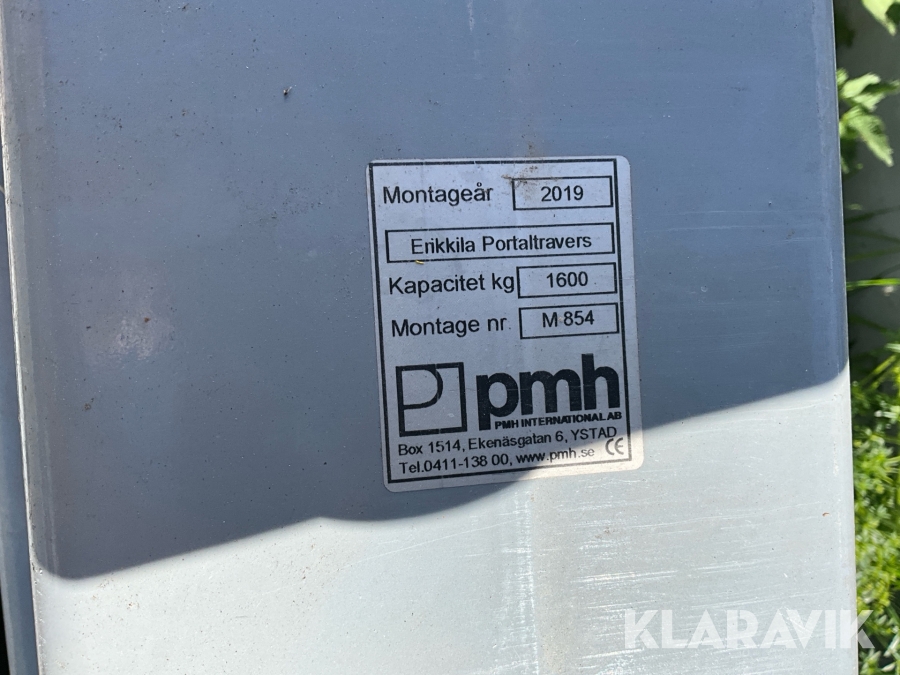 Montageår 2019
Erikkila Portaltravers
Kapacitet kg 1600
Montage nr. M 854
pmh
PMH INTERNATIONAL AB
Box 1514, Ekenäsgatan 6, YSTAD
Tel.0411-138 00, www.pmh.se CE
KLARAVIK